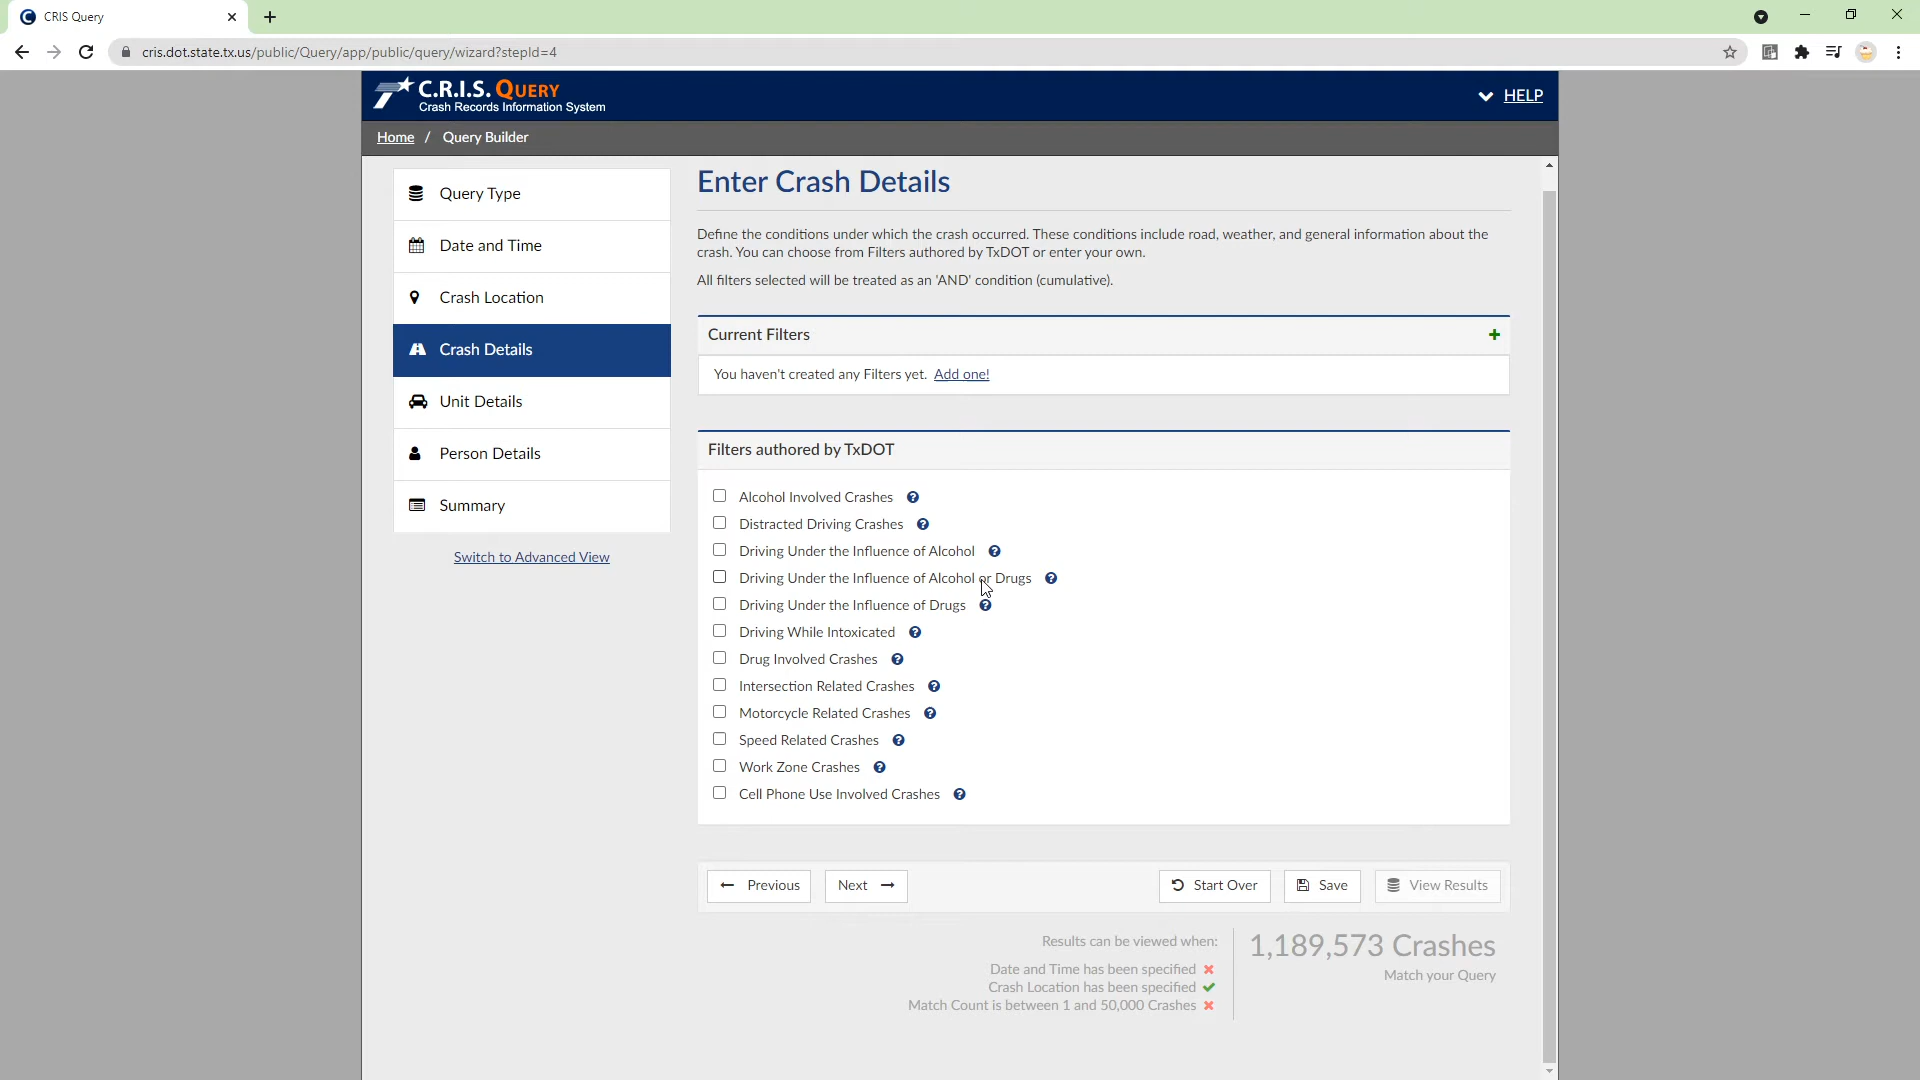 CRIS Query
cris.dot.state.tx.us/public/Query/app/public/query/wizard?stepId=4
C.R.I.S. QUERY
Crash Records Information System
HELP
Home / Query Builder
Query Type
Date and Time
Crash Location
Crash Details
Unit Details
Person Details
Summary
Switch to Advanced View
Enter Crash Details
Define the conditions under which the crash occurred. These conditions include road, weather, and general information about the
crash. You can choose from Filters authored by TxDOT or enter your own.
All filters selected will be treated as an 'AND' condition (cumulative).
Current Filters
You haven't created any Filters yet. Add one!
Filters authored by TxDOT
Alcohol Involved Crashes
Distracted Driving Crashes
Driving Under the Influence of Alcohol
Driving Under the Influence of Alcohol or Drugs
Driving Under the Influence of Drugs
Driving While Intoxicated
Drug Involved Crashes
Intersection Related Crashes
Motorcycle Related Crashes
Speed Related Crashes
Work Zone Crashes
Cell Phone Use Involved Crashes
Previous
Next
Start Over
Save
View Results
Results can be viewed when:
Date and Time has been specified
Crash Location has been specified
Match Count is between 1 and 50,000 Crashes
1,189,573 Crashes
Match your Query